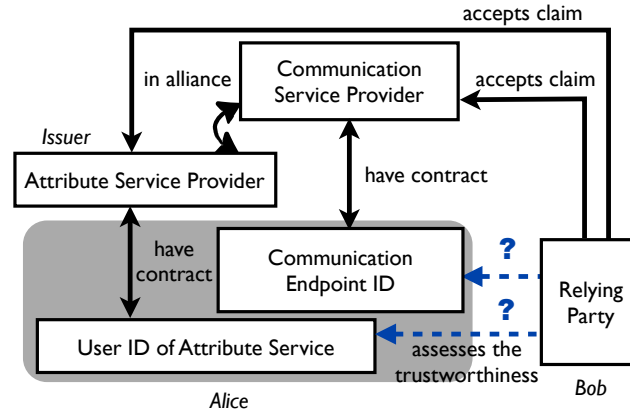 accepts claim
Communication
Service Provider
in alliance
accepts claim
Issuer
Attribute Service Provider
have contract
have
contract
Communication
Endpoint ID
?
Relying
Party
?
User ID of Attribute Service
assesses the
trustworthiness
Alice
Bob